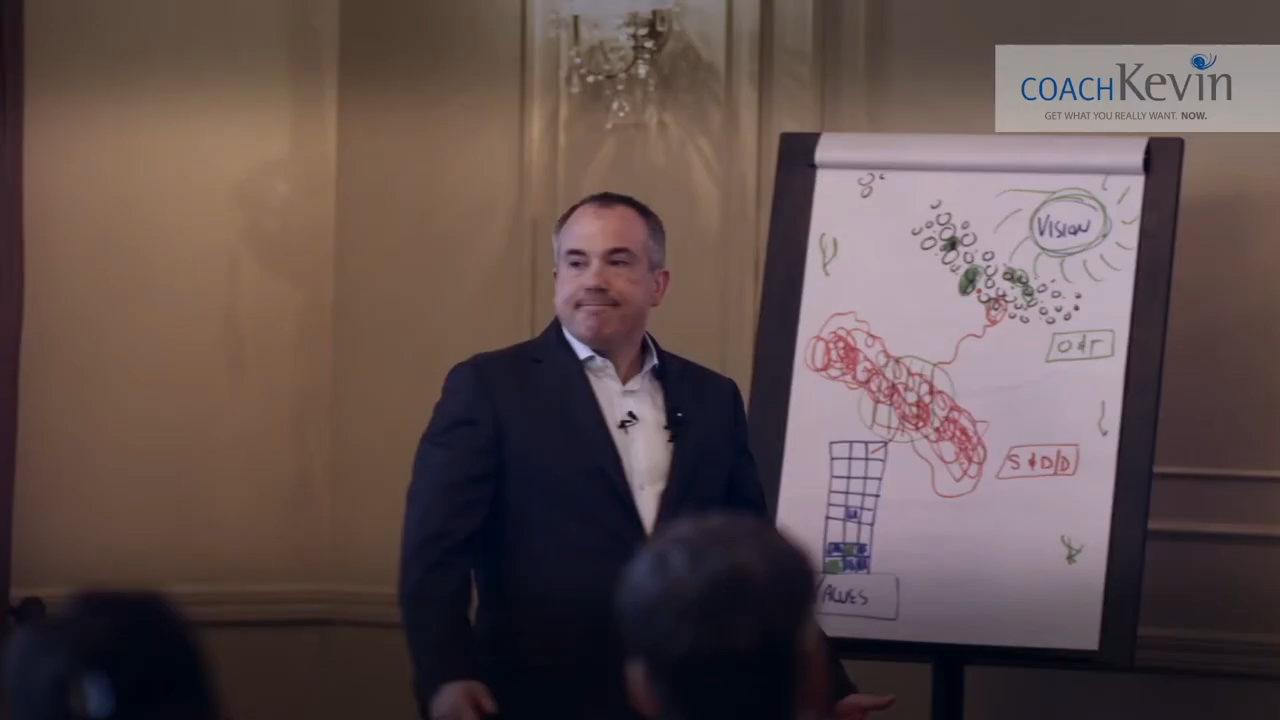 COACHKevin
GET WHAT YOU REALLY WANT. NOW.
VISION
O & T
S & D/D
VALUES